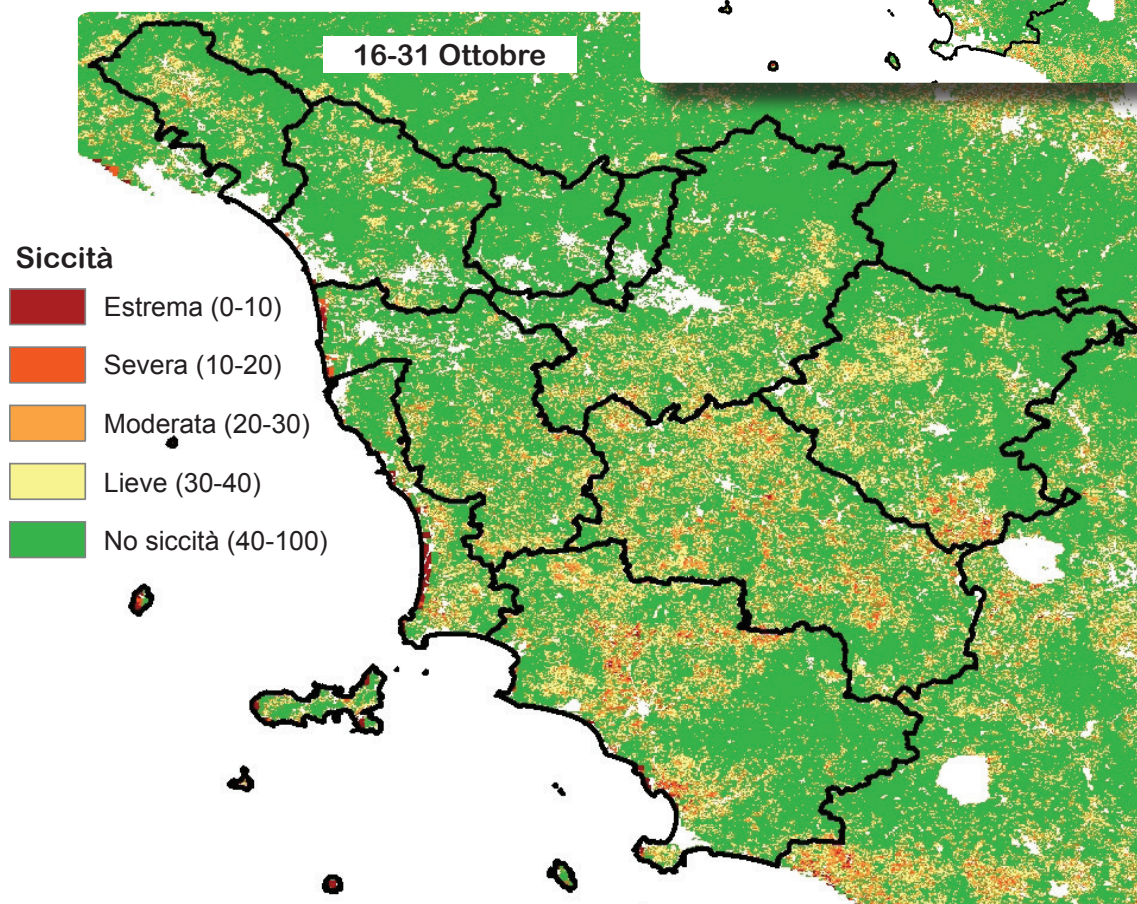 16-31 Ottobre
Siccità
Estrema (0-10)
Severa (10-20)
Moderata (20-30)
Lieve (30-40)
No siccità (40-100)